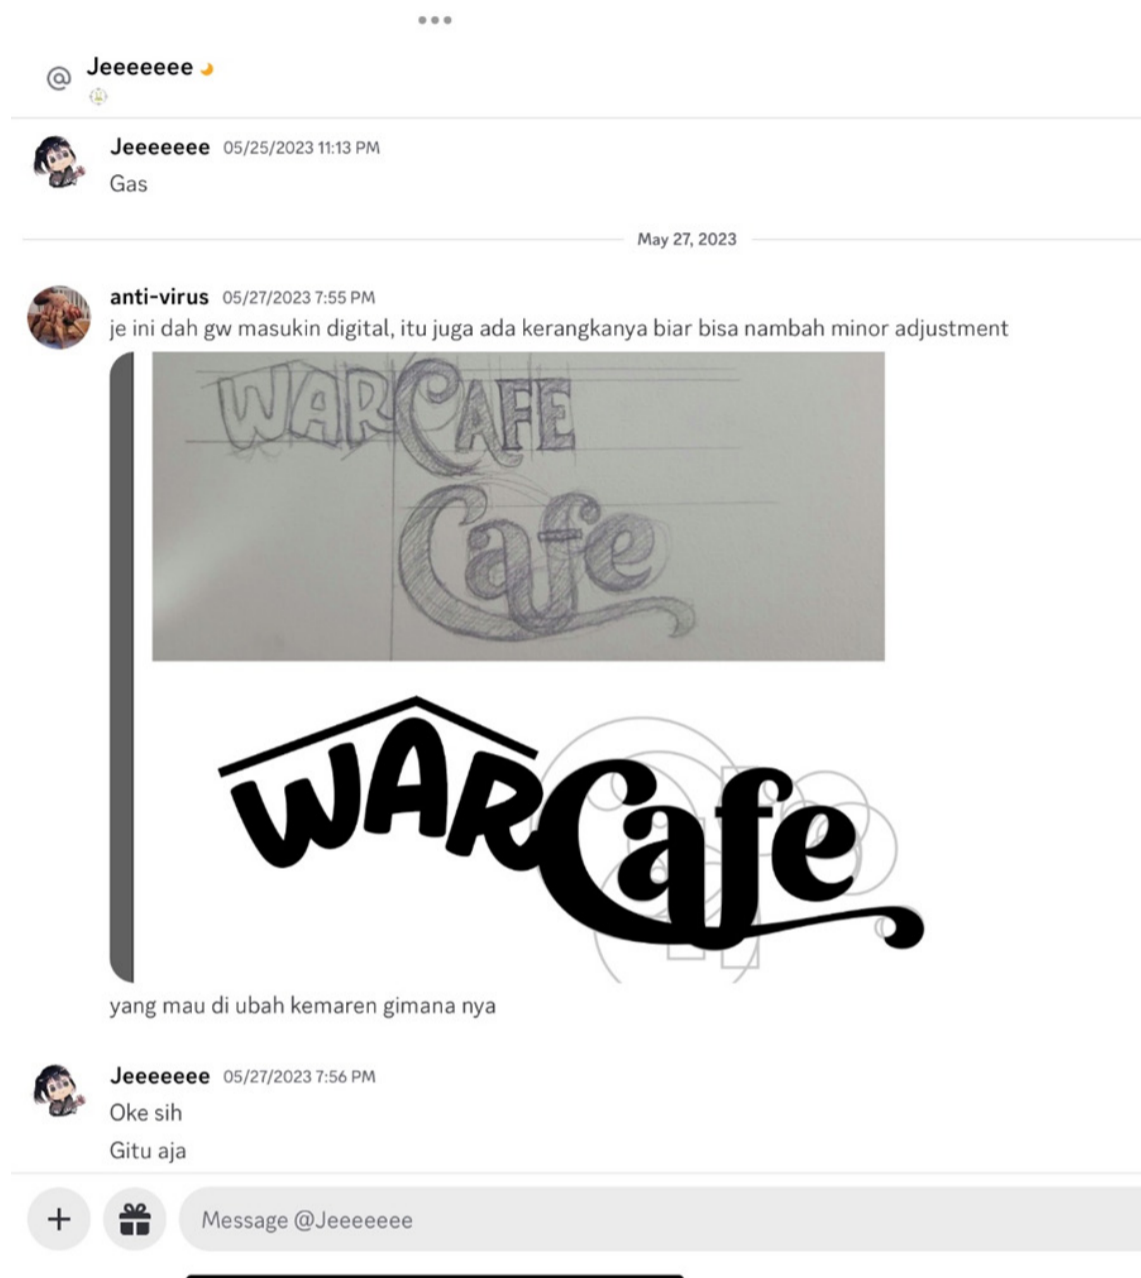 Jeeeeeee
Jeeeeeee 05/25/2023 11:13 PM
Gas
May 27, 2023
anti-virus 05/27/2023 7:55 PM
je ini dah gw masukin digital, itu juga ada kerangkanya biar bisa nambah minor adjustment
WARCAFE
Cafe
WARCafe
yang mau di ubah kemaren gimana nya
Jeeeeeee 05/27/2023 7:56 PM
Oke sih
Gitu aja
Message @Jeeeeeee